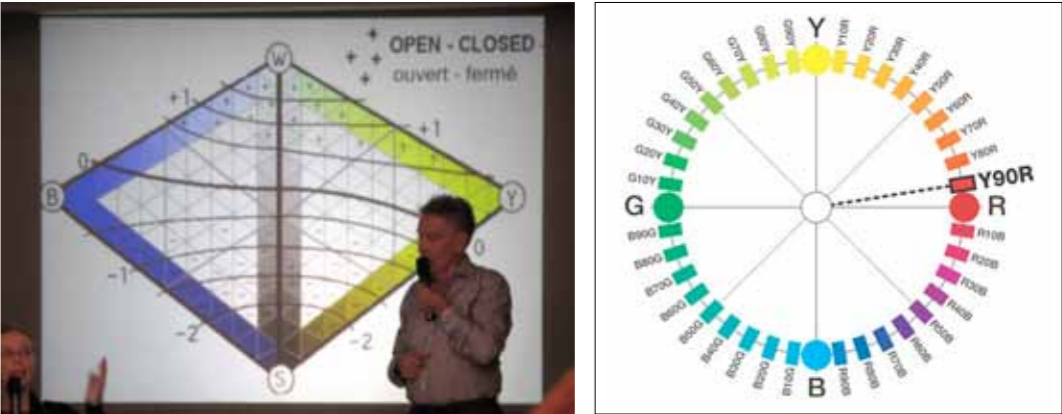 W
OPEN - CLOSED
ouvert - fermé
+1
+1
0
B
Y
0
-1
-2
-2
S
Y
G90Y
Y10R
G80Y
Y20R
G70Y
Y30R
G60Y
Y40R
G50Y
Y50R
G40Y
Y60R
G30Y
Y70R
G20Y
Y80R
G10Y
Y90R
G
R
B90G
R10B
B80G
R20B
B70G
R30B
B60G
R40B
B50G
R50B
B40G
R60B
B30G
R70B
B20G
R80B
B10G
R90B
B